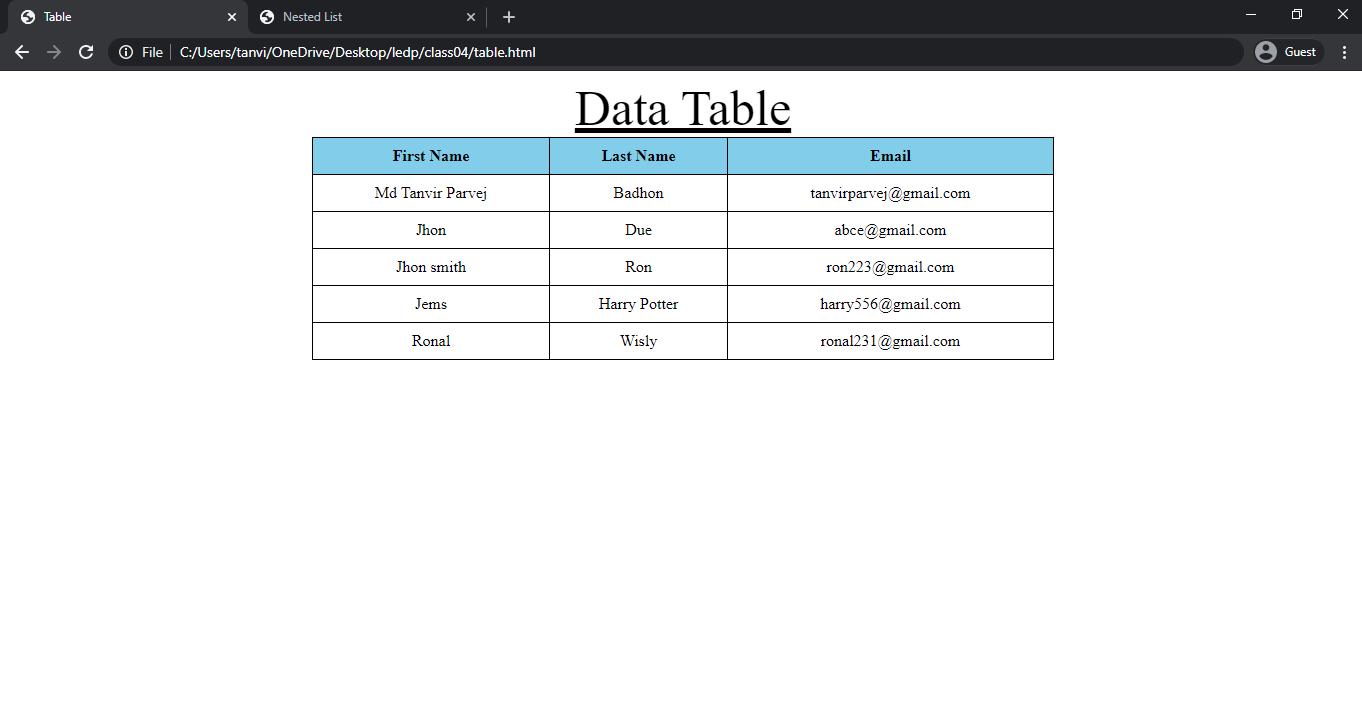 Table Nested List
File C:/Users/tanvi/OneDrive/Desktop/ledp/class04/table.html Guest
Data Table
First Name Last Name Email
Md Tanvir Parvej Badhon tanvirparvej@gmail.com
Jhon Due abce@gmail.com
Jhon smith Ron ron223@gmail.com
Jems Harry Potter harry556@gmail.com
Ronal Wisly ronal231@gmail.com